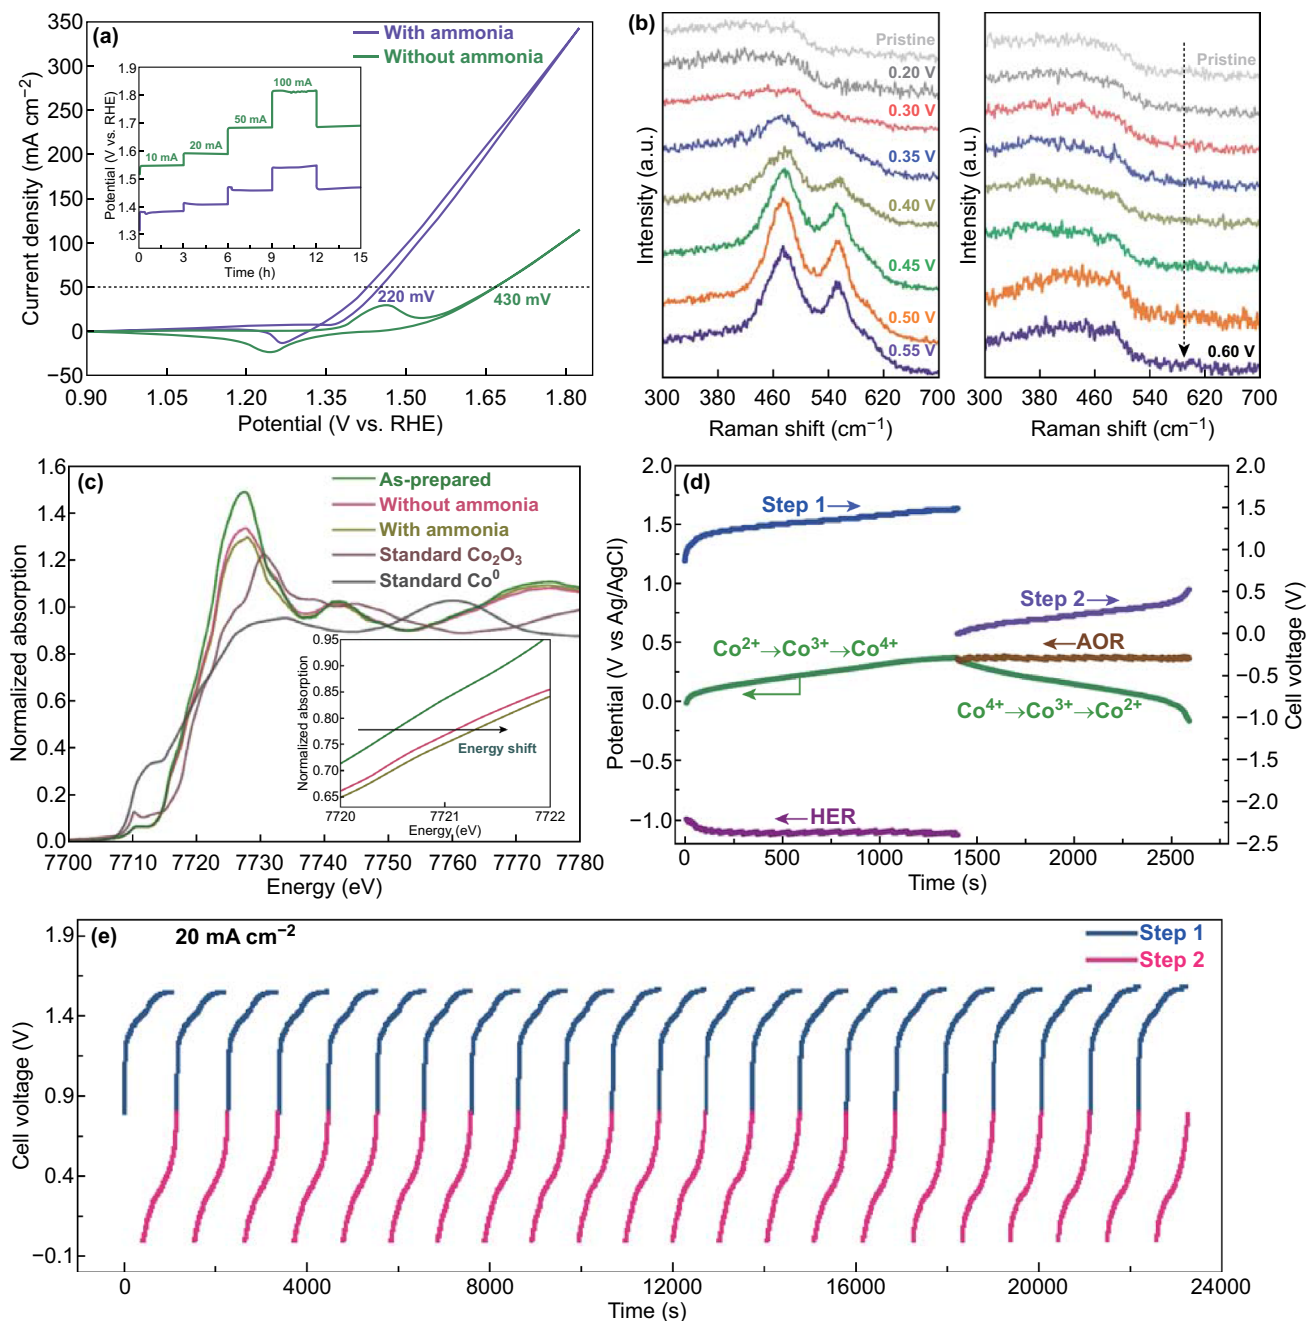 (a)
With ammonia
Without ammonia
350
300
250
200
150
100
50
0
−50
0.90 1.05 1.20 1.35 1.50 1.65 1.80
Current density (mA cm⁻²)
Potential (V vs. RHE)
220 mV
430 mV
1.9
1.8
1.7
1.6
1.5
1.4
1.3
0 3 6 9 12 15
Potential (V vs. RHE)
Time (h)
10 mA
20 mA
50 mA
100 mA
(b)
Intensity (a.u.)
Pristine
0.20 V
0.30 V
0.35 V
0.40 V
0.45 V
0.50 V
0.55 V
300 380 460 540 620 700
Raman shift (cm⁻¹)
Intensity (a.u.)
Pristine
0.60 V
300 380 460 540 620 700
Raman shift (cm⁻¹)
(c)
As-prepared
Without ammonia
With ammonia
Standard Co₂O₃
Standard Co⁰
1.6
1.4
1.2
1.0
0.8
0.6
0.4
0.2
0.0
Normalized absorption
7700 7710 7720 7730 7740 7750 7760 7770 7780
Energy (eV)
0.95
0.90
0.85
0.80
0.75
0.70
0.65
Normalized absorption
Energy shift
7720 7721 7722
Energy (eV)
(d)
2.0
1.5
1.0
0.5
0.0
−0.5
−1.0
Potential (V vs Ag/AgCl)
2.0
1.5
1.0
0.5
0.0
−0.5
−1.0
−1.5
−2.0
−2.5
Cell voltage (V)
Step 1→
Step 2→
←AOR
Co²⁺→Co³⁺→Co⁴⁺
Co⁴⁺→Co³⁺→Co²⁺
←HER
0 500 1000 1500 2000 2500
Time (s)
(e)
20 mA cm⁻²
Step 1
Step 2
1.9
1.4
0.9
0.4
−0.1
Cell voltage (V)
0 4000 8000 12000 16000 20000 24000
Time (s)